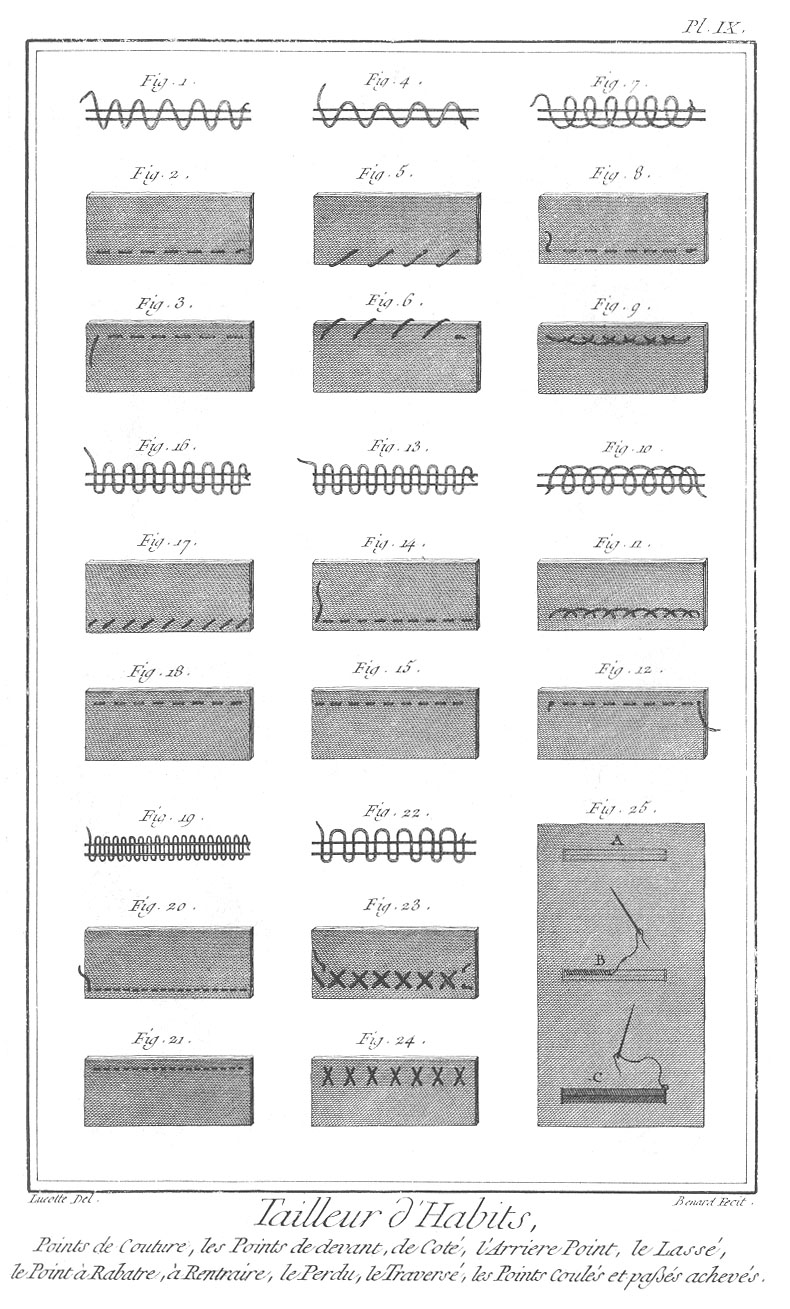 Pl. IX.
Fig. 1.
Fig. 4.
Fig. 7.
Fig. 2.
Fig. 5.
Fig. 8.
Fig. 3.
Fig. 6.
Fig. 9.
Fig. 16.
Fig. 13.
Fig. 10.
Fig. 17.
Fig. 14.
Fig. 11.
Fig. 18.
Fig. 15.
Fig. 12.
Fig. 19.
Fig. 22.
Fig. 25.
A
Fig. 20.
Fig. 23.
B
Fig. 21.
Fig. 24.
C
Lucotte Del.
Benard Fecit.
Tailleur d'Habits,
Points de Couture, les Points de devant, de Coté, l'Arriere Point, le Lassé,
le Point à Rabatre, à Rentraire, le Perdu, le Traversé, les Points Coulés et paßés achevés.